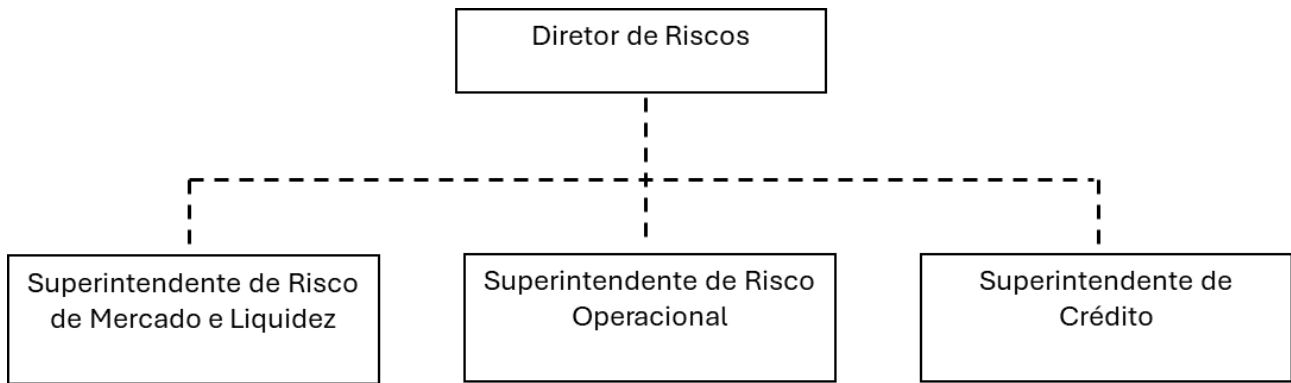 Diretor de Riscos
Superintendente de Risco
de Mercado e Liquidez
Superintendente de Risco
Operacional
Superintendente de
Crédito